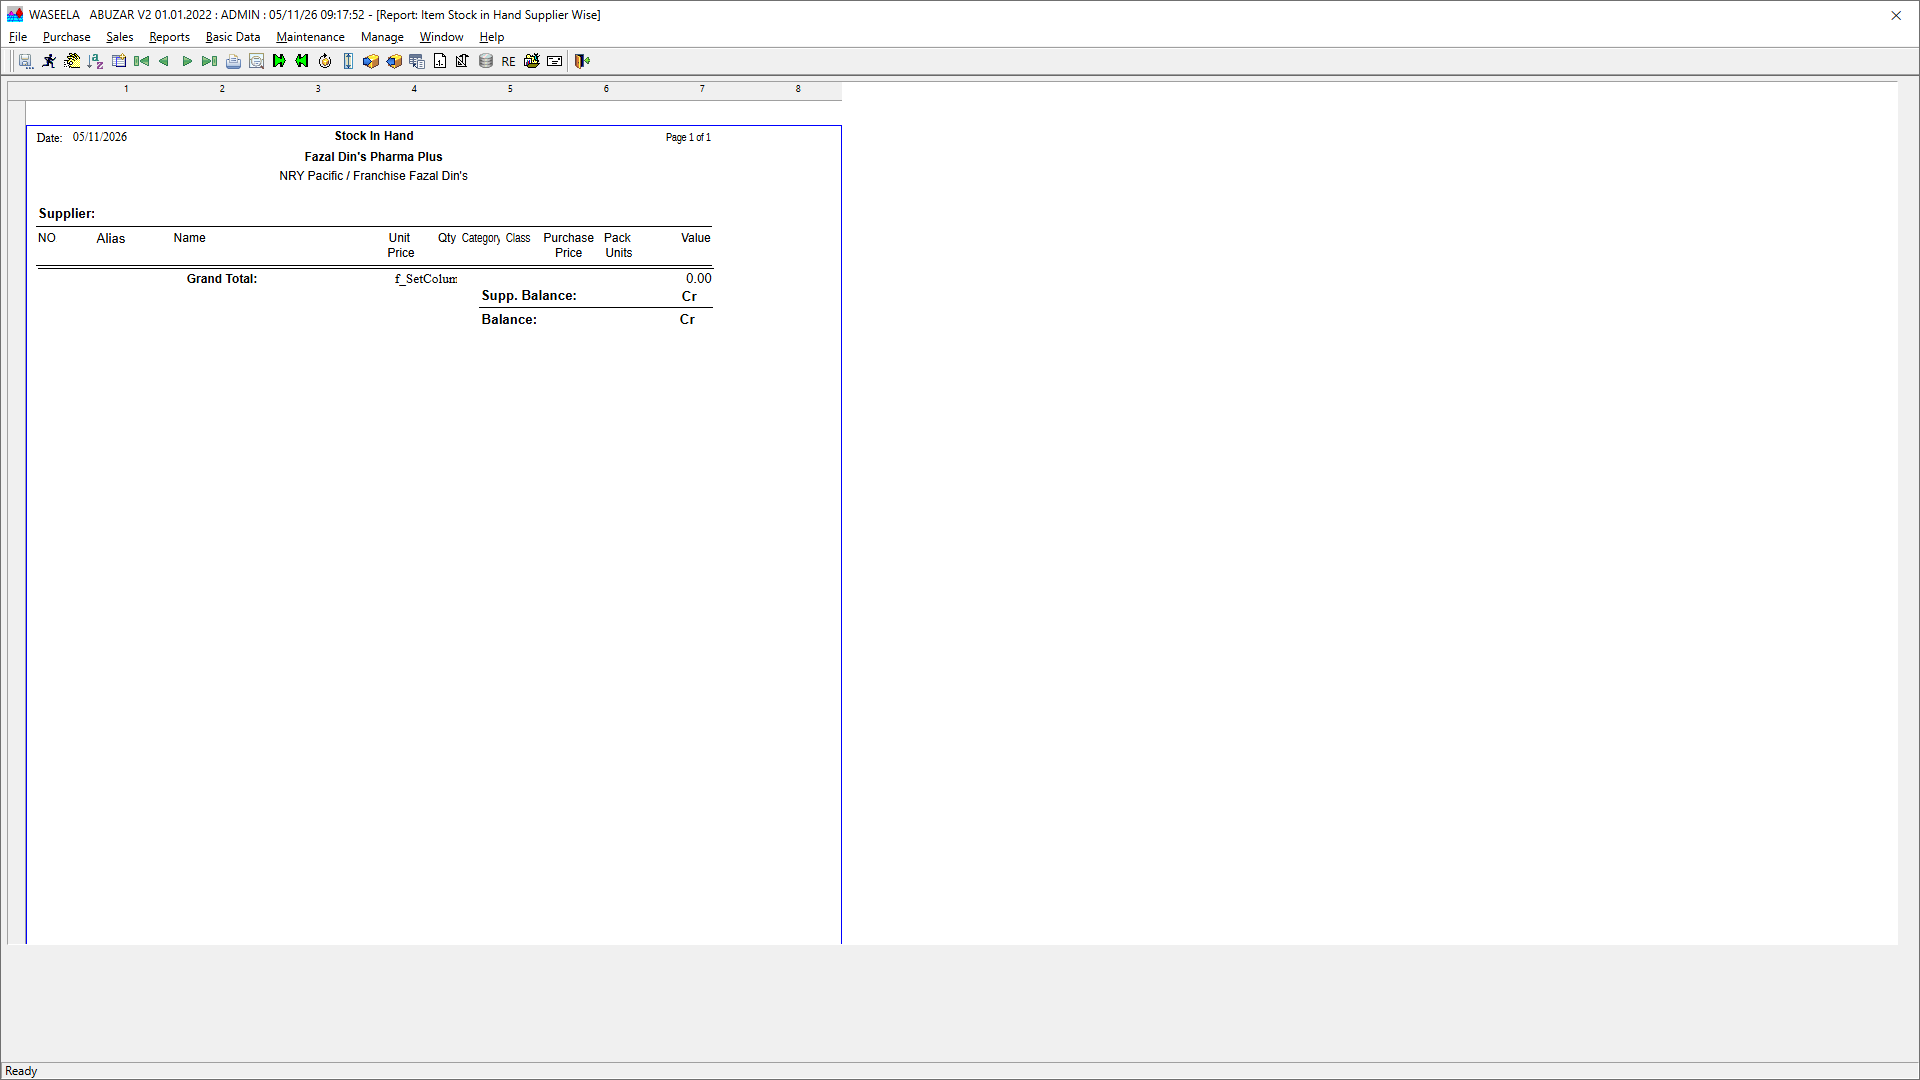 WASEELA ABUZAR V2 01.01.2022 : ADMIN : 05/11/26 09:17:52 - [Report: Item Stock in Hand Supplier Wise]
File Purchase Sales Reports Basic Data Maintenance Manage Window Help
RE
1 2 3 4 5 6 7 8
Date: 05/11/2026 Stock In Hand Page 1 of 1
Fazal Din's Pharma Plus
NRY Pacific / Franchise Fazal Din's
Supplier:
NO Alias Name Unit Price Qty Category Class Purchase Price Pack Units Value
Grand Total: f_SetColum 0.00
Supp. Balance: Cr
Balance: Cr
Ready